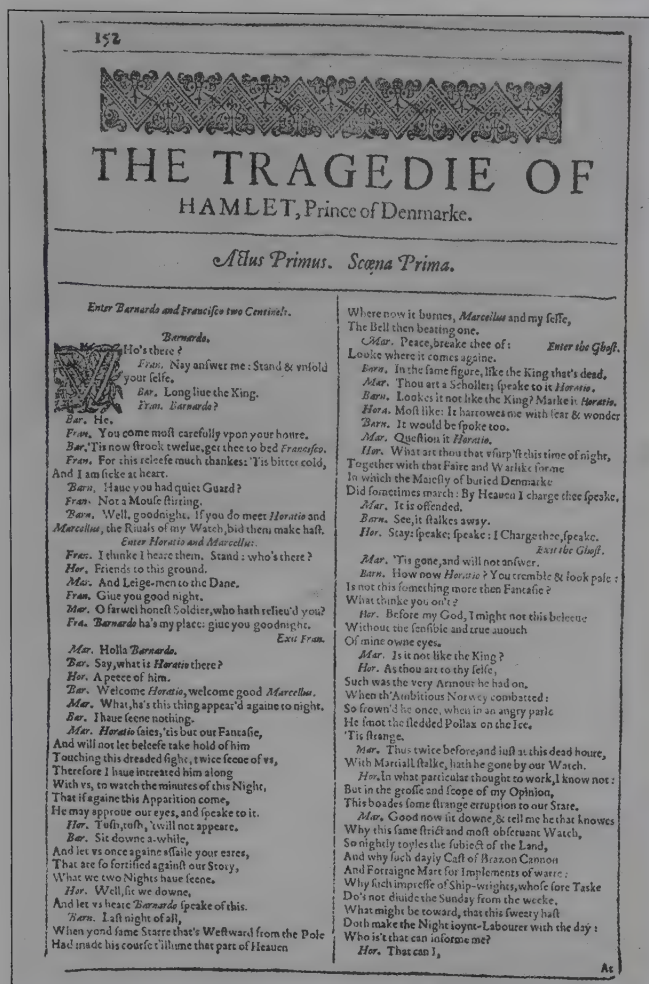 152
THE TRAGEDIE OF
HAMLET, Prince of Denmarke.
Actus Primus. Scœna Prima.
Enter Barnardo and Francisco two Centinels.
Barnardo.
WHo's there?
Fran. Nay answer me: Stand & vnfold
your selfe.
Bar. Long liue the King.
Fran. Barnardo?
Bar. He.
Fran. You come most carefully vpon your houre.
Bar. 'Tis now strook twelue, get thee to bed Francisco.
Fran. For this releefe much thankes: 'Tis bitter cold,
And I am sicke at heart.
Barn. Haue you had quiet Guard?
Fran. Not a Mouse stirring.
Barn. Well, goodnight. If you do meet Horatio and
Marcellus, the Riuals of my Watch, bid them make hast.
Enter Horatio and Marcellus.
Fran. I thinke I heare them. Stand: who's there?
Hor. Friends to this ground.
Mar. And Leige-men to the Dane.
Fran. Giue you good night.
Mar. O farwel honest Soldier, who hath relieu'd you?
Fra. Barnardo ha's my place: giue you goodnight.
Exit Fran.
Mar. Holla Barnardo.
Bar. Say, what is Horatio there?
Hor. A peece of him.
Bar. Welcome Horatio, welcome good Marcellus.
Mar. What, ha's this thing appear'd againe to night.
Bar. I haue seene nothing.
Mar. Horatio saies, 'tis but our Fantasie,
And will not let beleefe take hold of him
Touching this dreaded sight, twice seene of vs,
Therefore I haue intreated him along
With vs, to watch the minutes of this Night,
That if againe this Apparition come,
He may approue our eyes, and speake to it.
Hor. Tush, tush, 'twill not appeare.
Bar. Sit downe a-while,
And let vs once againe assaile your eares,
That are so fortified against our Story,
What we two Nights haue seene.
Hor. Well, sit we downe,
And let vs heare Barnardo speake of this.
Barn. Last night of all,
When yond same Starre that's Westward from the Pole
Had made his course t'illume that part of Heauen
Where now it burnes, Marcellus and my selfe,
The Bell then beating one.
Mar. Peace, breake thee of: Enter the Ghost.
Looke where it comes againe.
Barn. In the same figure, like the King that's dead.
Mar. Thou art a Scholler; speake to it Horatio.
Barn. Lookes it not like the King? Marke it Horatio.
Hora. Most like: It harrowes me with fear & wonder
Barn. It would be spoke too.
Mar. Question it Horatio.
Hor. What art thou that vsurp'st this time of night,
Together with that Faire and Warlike forme
In which the Maiesty of buried Denmarke
Did sometimes march: By Heauen I charge thee speake.
Mar. It is offended.
Barn. See, it stalkes away.
Hor. Stay: speake; speake: I Charge thee, speake.
Exit the Ghost.
Mar. 'Tis gone, and will not answer.
Barn. How now Horatio? You tremble & look pale:
Is not this something more then Fantasie?
What thinke you on't?
Hor. Before my God, I might not this beleeue
Without the sensible and true auouch
Of mine owne eyes.
Mar. Is it not like the King?
Hor. As thou art to thy selfe,
Such was the very Armour he had on,
When th'Ambitious Norwey combatted:
So frown'd he once, when in an angry parle
He smot the sledded Pollax on the Ice.
'Tis strange.
Mar. Thus twice before, and iust at this dead houre,
With Martiall stalke, hath he gone by our Watch.
Hor. In what particular thought to work, I know not:
But in the grosse and scope of my Opinion,
This boades some strange erruption to our State.
Mar. Good now sit downe, & tell me he that knowes
Why this same strict and most obseruant Watch,
So nightly toyles the subiect of the Land,
And why such dayly Cast of Brazon Cannon
And Forraigne Mart for Implements of warre:
Why such impresse of Ship-wrights, whose sore Taske
Do's not diuide the Sunday from the weeke,
What might be toward, that this sweaty hast
Doth make the Night ioynt-Labourer with the day:
Who is't that can informe me?
Hor. That can I,
At